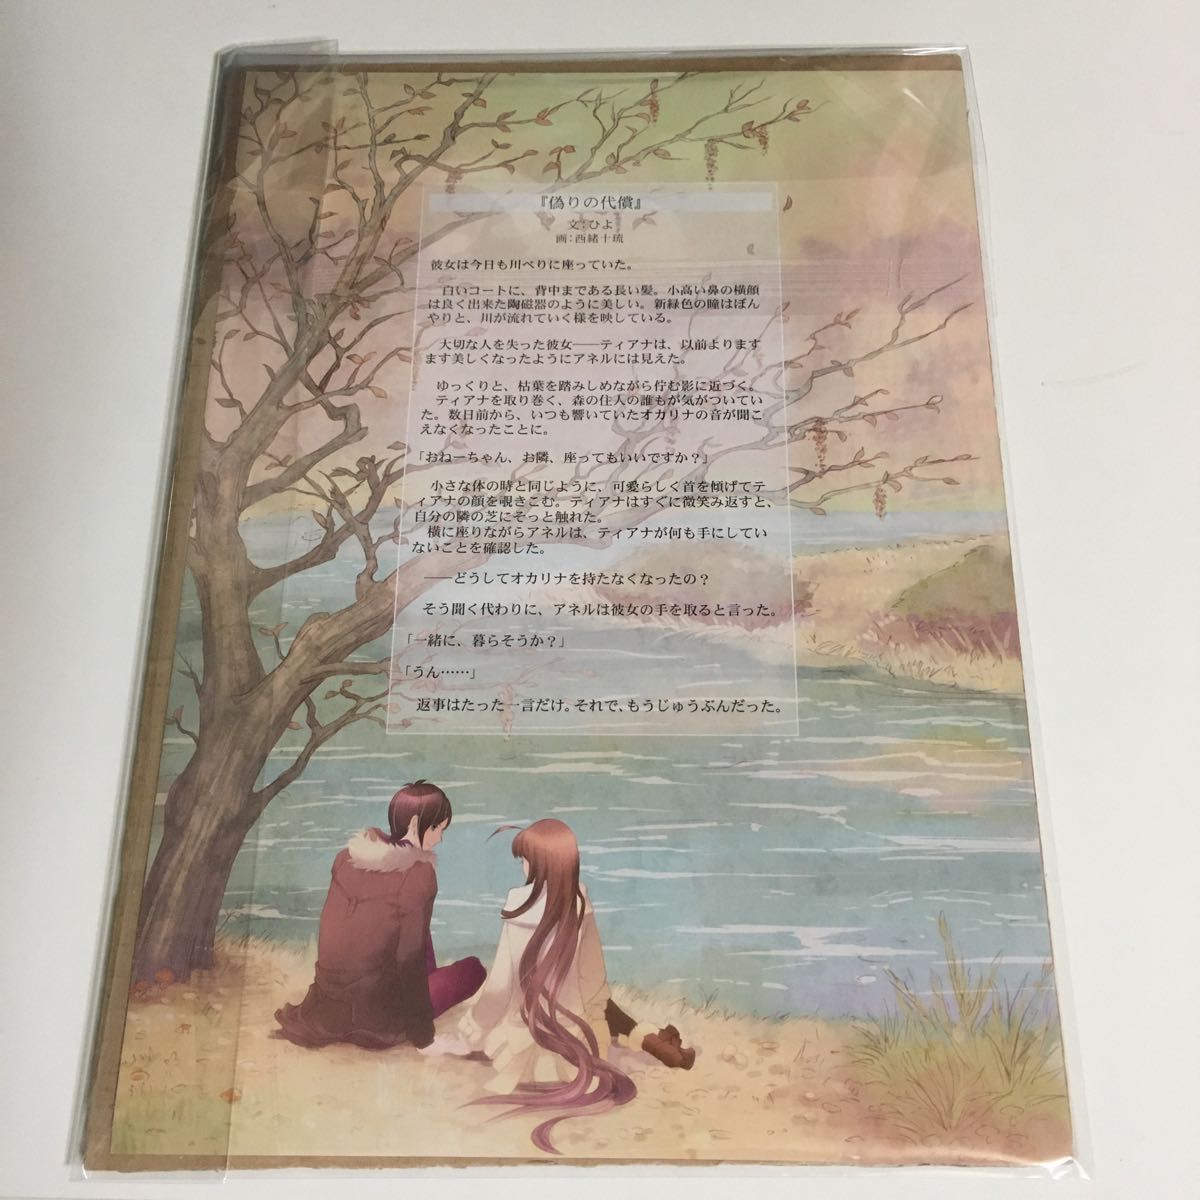 『偽りの代償』
文：ひよ
画：西緒十琉
彼女は今日も川べりに座っていた。
白いコートに、背中まである長い髪。小高い鼻の横顔
は良く出来た陶磁器のように美しい。新緑色の瞳はぼん
やりと、川が流れていく様を映している。
大切な人を失った彼女――ティアナは、以前よりますま
す美しくなったようにアネルには見えた。
ゆっくりと、枯葉を踏みしめながら佇む影に近づく。
ティアナを取り巻く、森の住人の誰もが気がついてい
た。数日前から、いつも響いていたオカリナの音が聞こ
えなくなったことに。
「おねーちゃん、お隣、座ってもいいですか？」
小さな体の時と同じように、可愛らしく首を傾げてテ
ィアナの顔を覗きこむ。ティアナはすぐに微笑み返すと、
自分の隣の芝にそっと触れた。
横に座りながらアネルは、ティアナが何も手にしてい
ないことを確認した。
――どうしてオカリナを持たなくなったの？
そう聞く代わりに、アネルは彼女の手を取ると言った。
「一緒に、暮らそうか？」
「うん……」
返事はたった一言だけ。それで、もうじゅうぶんだった。